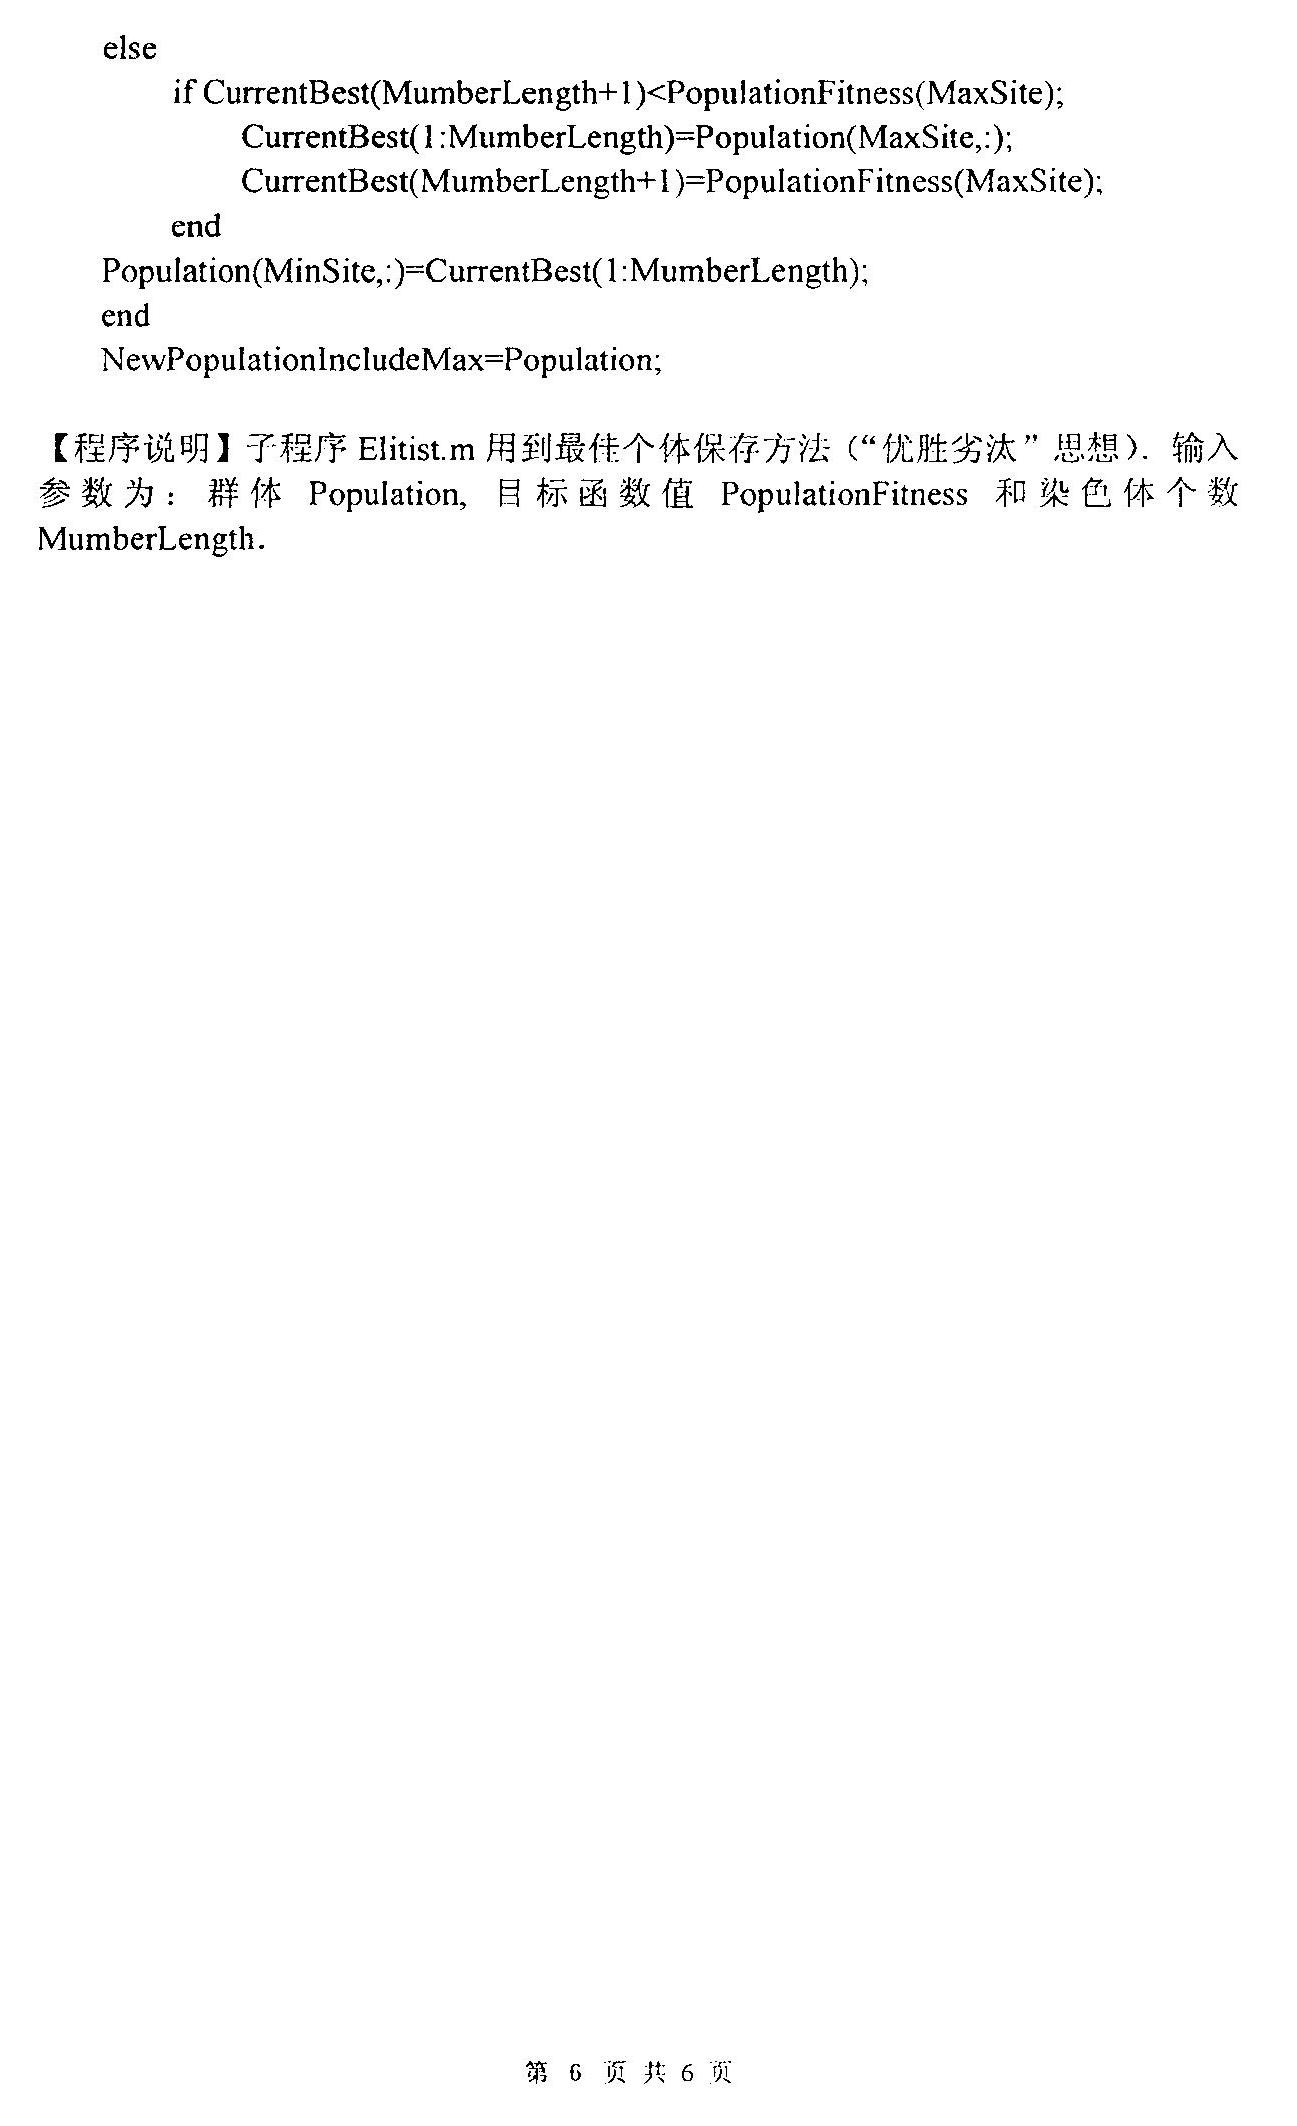 else
if CurrentBest(MumberLength+1)<PopulationFitness(MaxSite);
CurrentBest(1:MumberLength)=Population(MaxSite,:);
CurrentBest(MumberLength+1)=PopulationFitness(MaxSite);
end
Population(MinSite,:)=CurrentBest(1:MumberLength);
end
NewPopulationIncludeMax=Population;
【程序说明】子程序 Elitist.m 用到最佳个体保存方法（“优胜劣汰”思想）. 输入
参数为: 群体 Population, 目标函数值 PopulationFitness 和染色体个数
MumberLength.
第 6 页 共 6 页